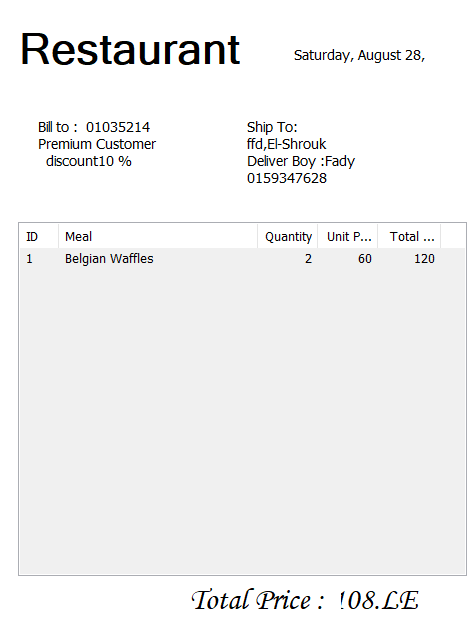 Restaurant
Saturday, August 28,
Bill to :  01035214
Premium Customer
discount10 %
Ship To:
ffd,El-Shrouk
Deliver Boy :Fady
0159347628
ID Meal Quantity Unit P... Total ...
1 Belgian Waffles 2 60 120
Total Price : 108.LE